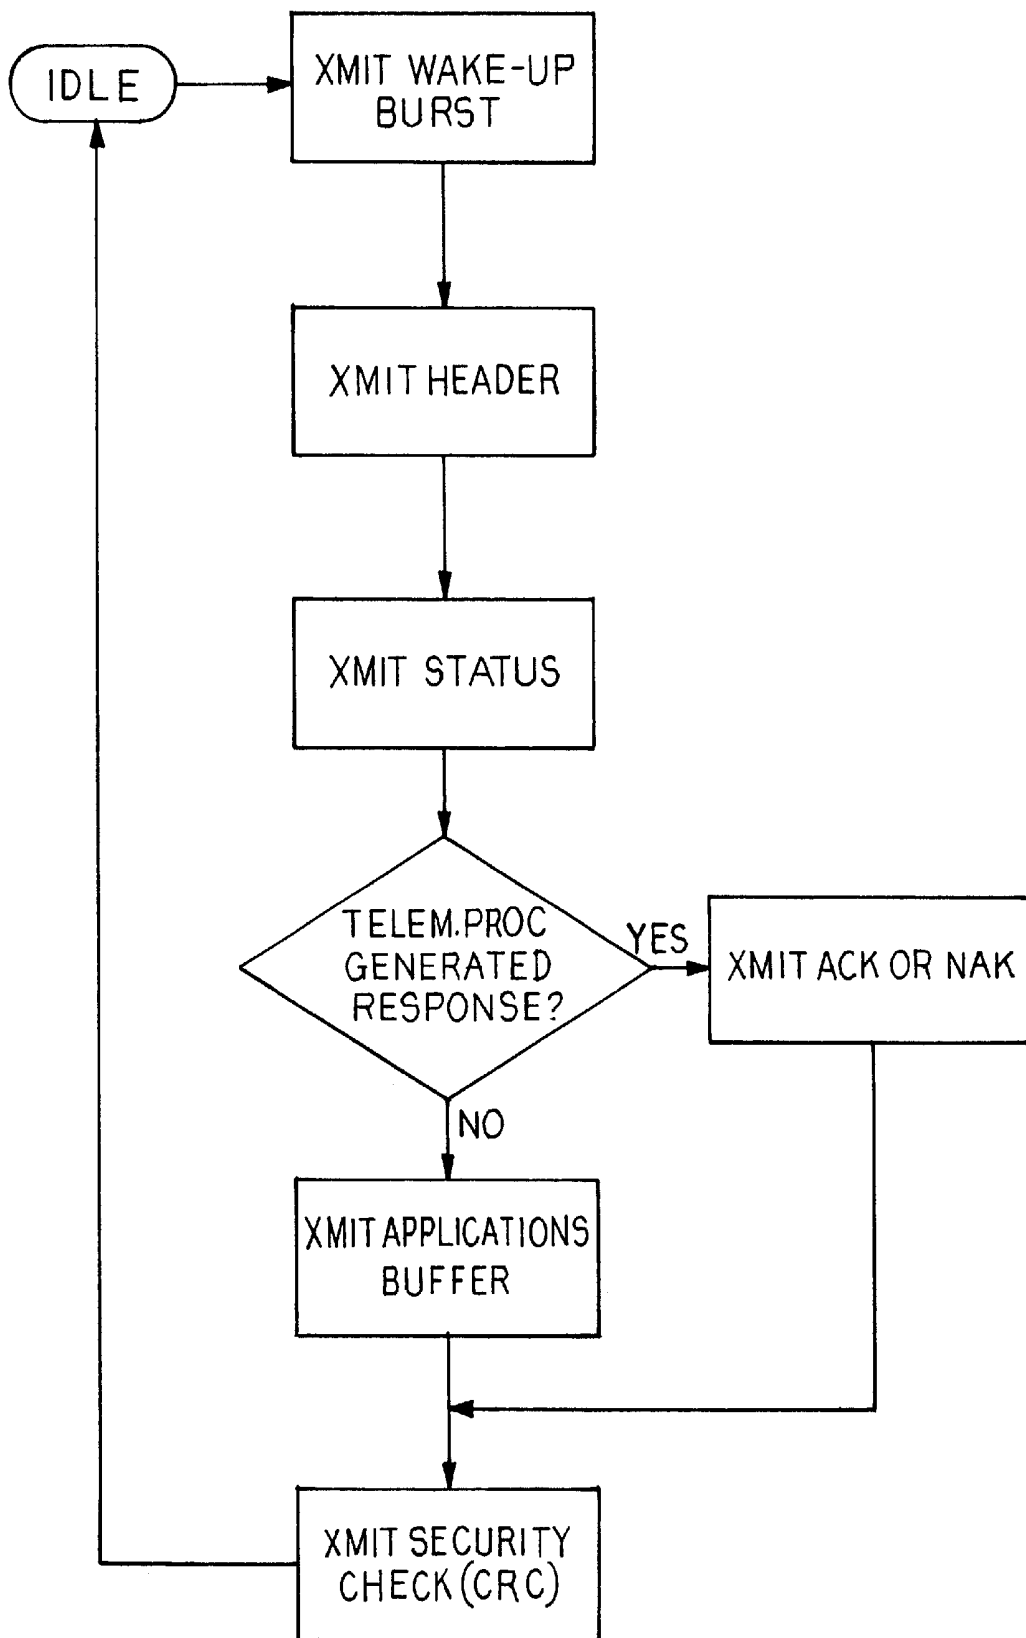 IDLE
XMIT WAKE-UP
BURST
XMIT HEADER
XMIT STATUS
TELEM.PROC
GENERATED
RESPONSE?
YES
XMIT ACK OR NAK
NO
XMIT APPLICATIONS
BUFFER
XMIT SECURITY
CHECK (CRC)